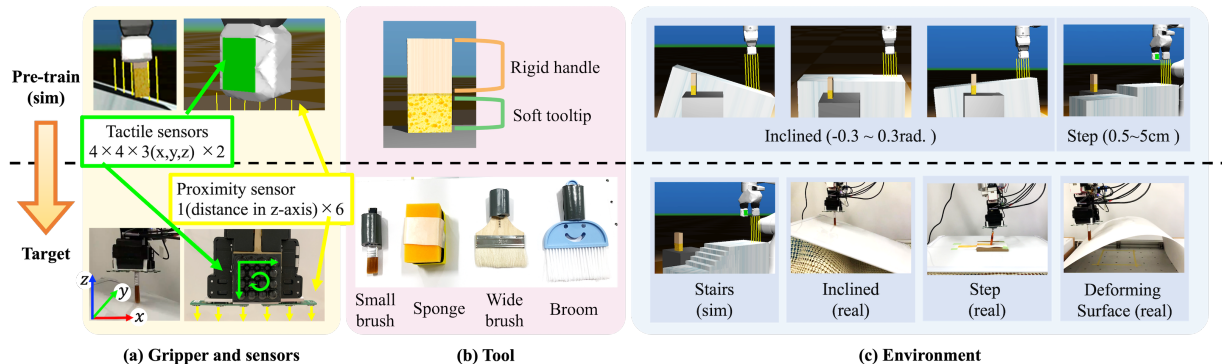 Pre-train
(sim)
Target
Tactile sensors
4×4×3(x,y,z) ×2
Proximity sensor
1(distance in z-axis)×6
z
y
x
(a) Gripper and sensors
Rigid handle
Soft tooltip
Small
brush
Sponge
Wide
brush
Broom
(b) Tool
Inclined (-0.3 ~ 0.3rad. )
Step (0.5~5cm )
Stairs
(sim)
Inclined
(real)
Step
(real)
Deforming
Surface (real)
(c) Environment